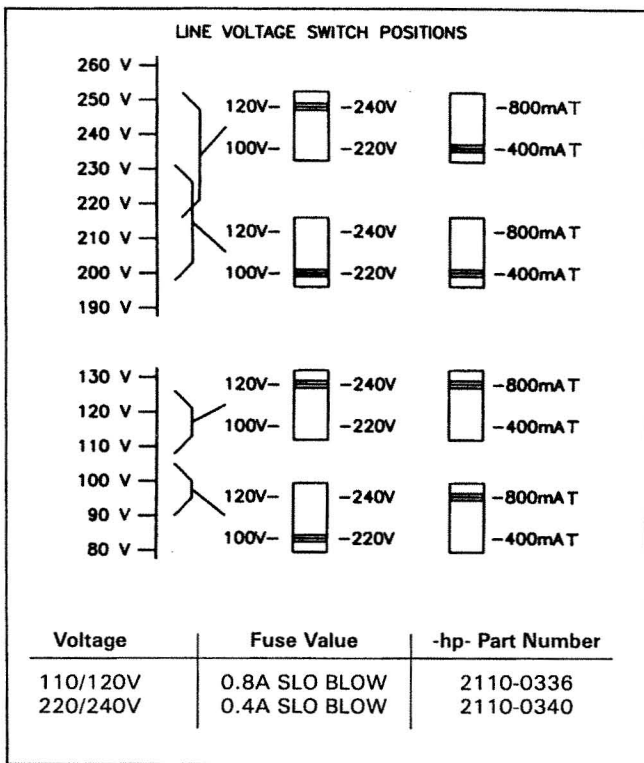 LINE VOLTAGE SWITCH POSITIONS
260 V
250 V
240 V
230 V
220 V
210 V
200 V
190 V
120V- -240V -800mAT
100V- -220V -400mAT
120V- -240V -800mAT
100V- -220V -400mAT
130 V
120 V
110 V
100 V
90 V
80 V
120V- -240V -800mAT
100V- -220V -400mAT
120V- -240V -800mAT
100V- -220V -400mAT
Voltage Fuse Value -hp- Part Number
110/120V 0.8A SLO BLOW 2110-0336
220/240V 0.4A SLO BLOW 2110-0340